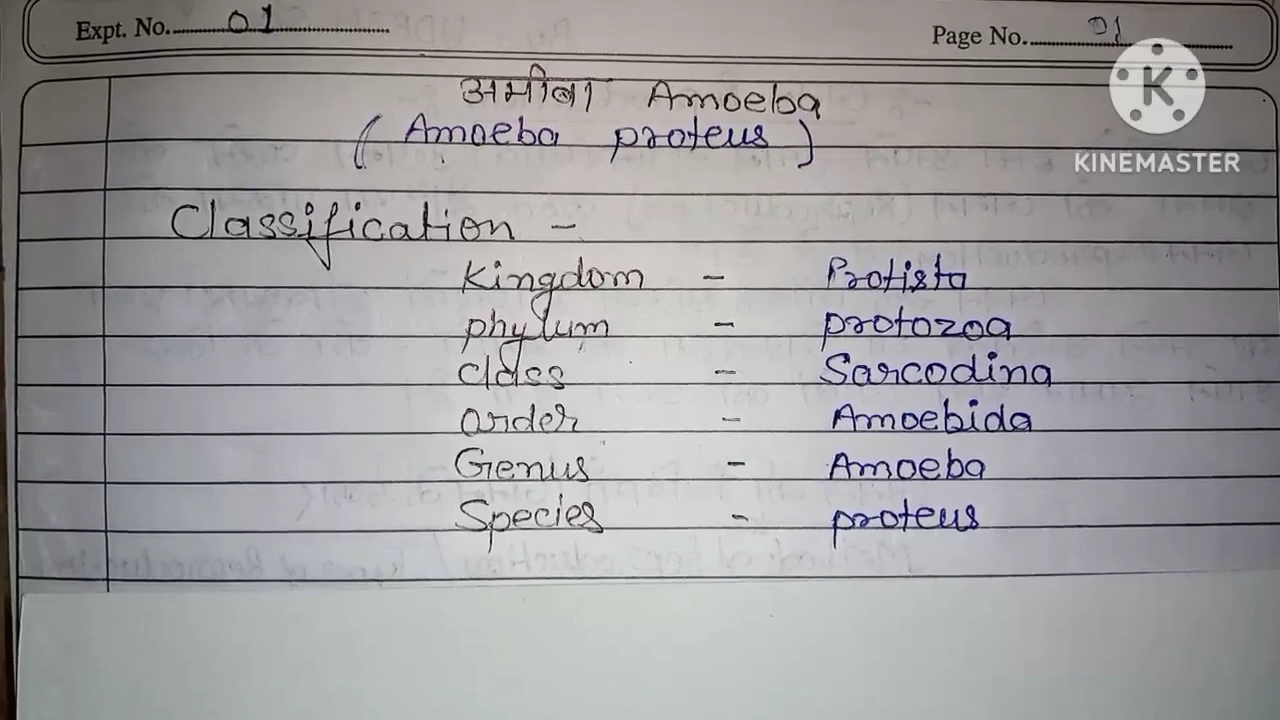 Expt. No. 01
Page No. 01
अमीबा Amoeba
(Amoeba proteus)
KINEMASTER
Classification -
Kingdom - Protista
phylum - protozoa
class - Sarcodina
order - Amoebida
Genus - Amoeba
Species - proteus